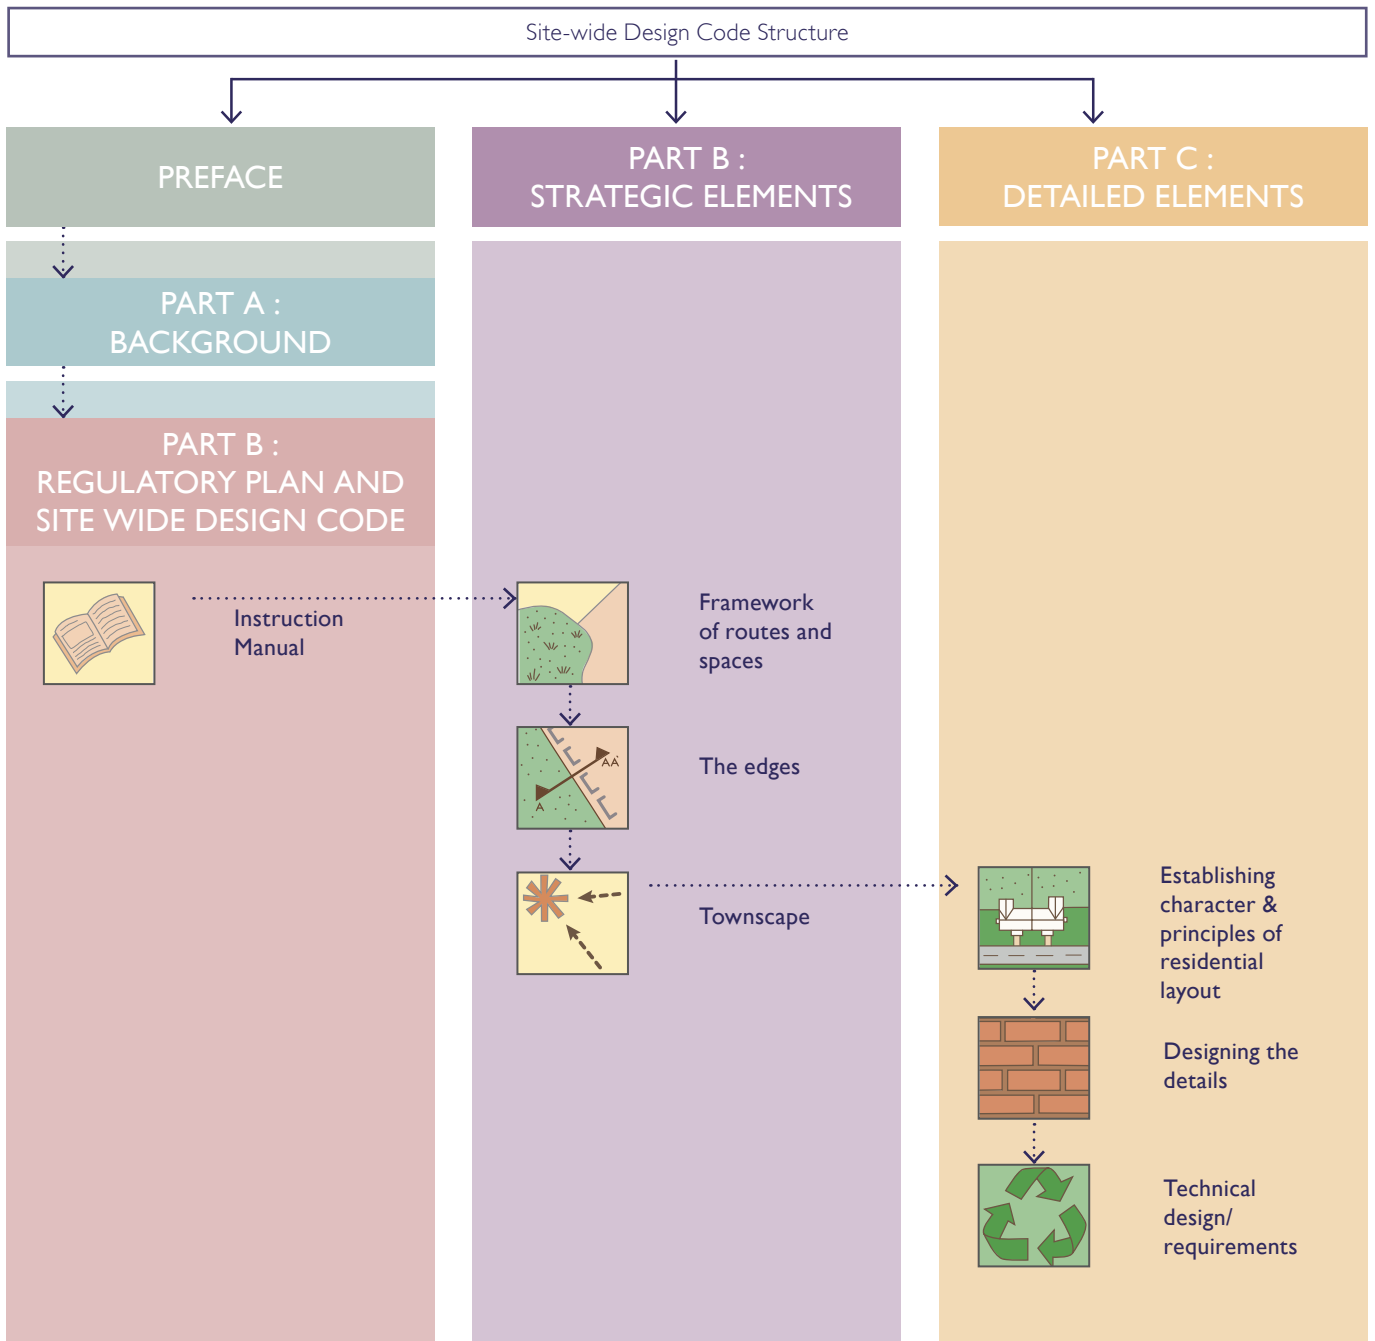 Site-wide Design Code Structure
PREFACE
PART A :
BACKGROUND
PART B :
REGULATORY PLAN AND
SITE WIDE DESIGN CODE
Instruction
Manual
PART B :
STRATEGIC ELEMENTS
Framework
of routes and
spaces
AA'
A
The edges
Townscape
PART C :
DETAILED ELEMENTS
Establishing
character &
principles of
residential
layout
Designing the
details
Technical
design/
requirements